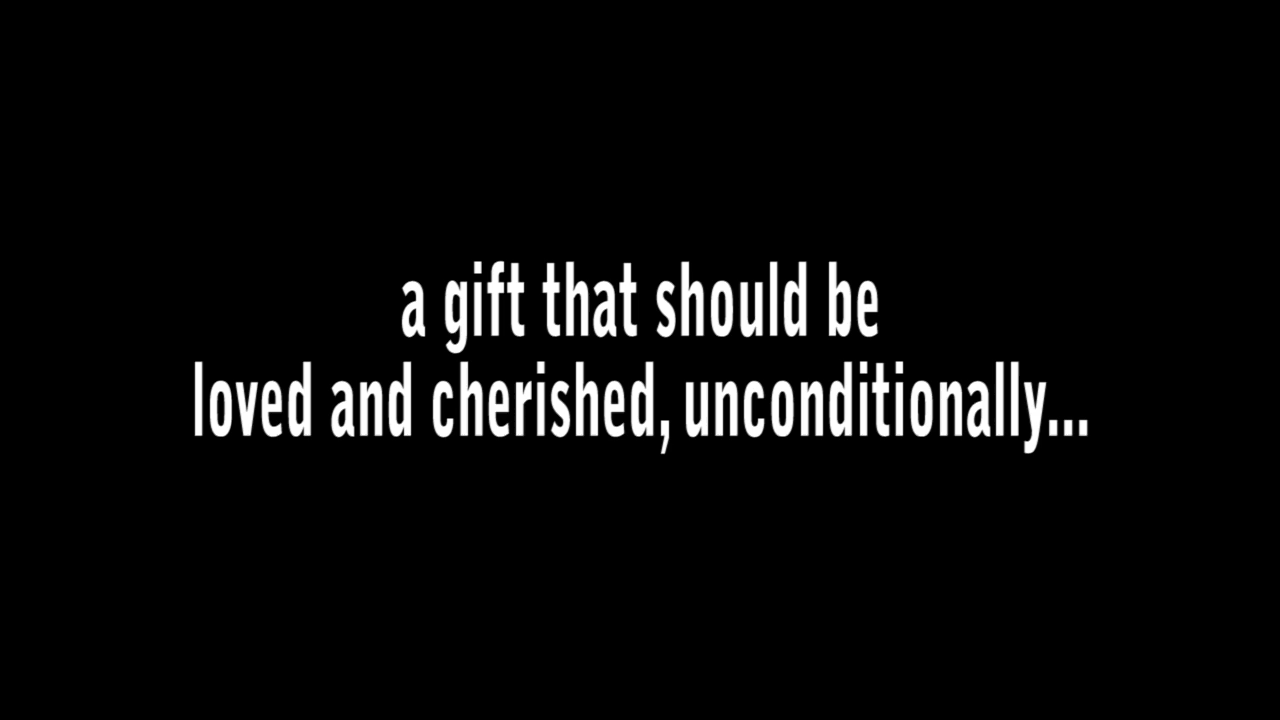 a gift that should be
loved and cherished, unconditionally...